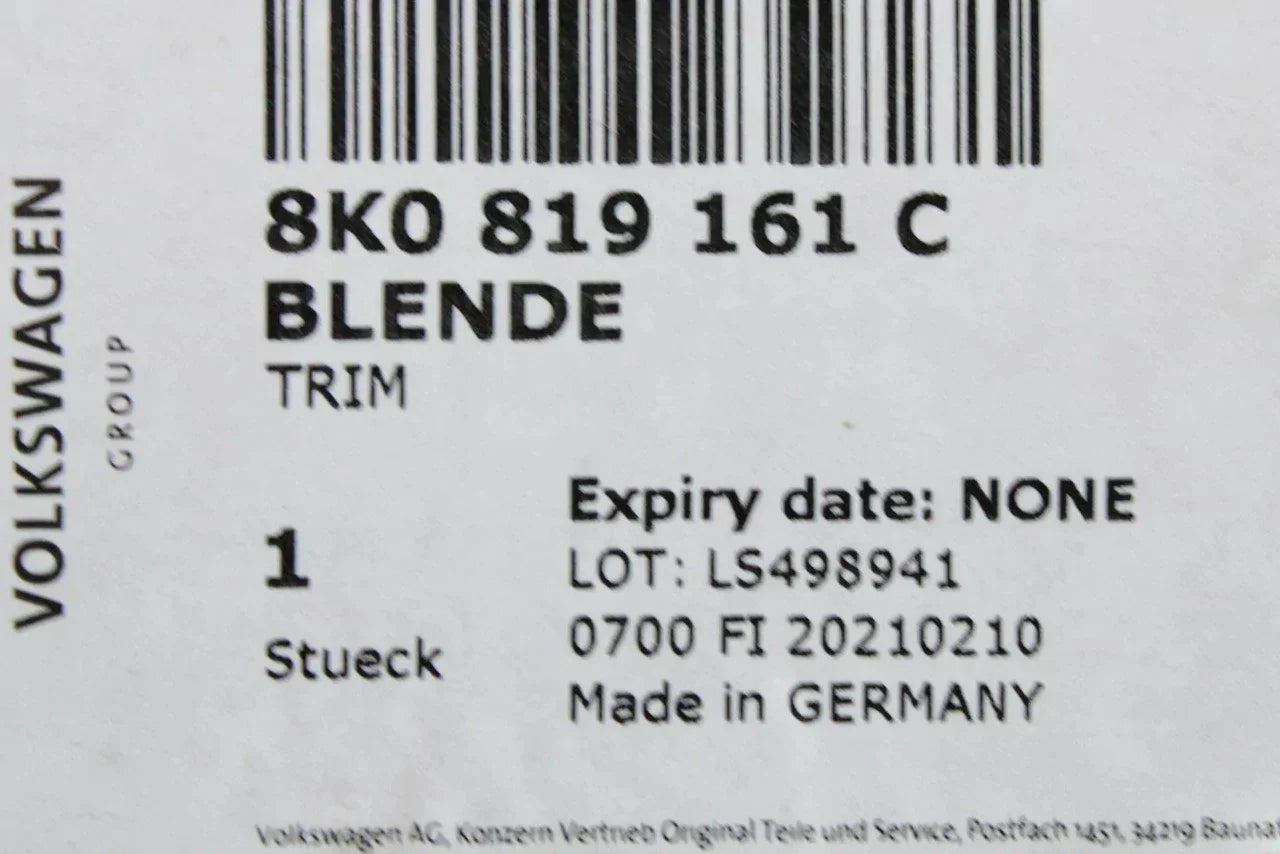 VOLKSWAGEN
GROUP
8K0 819 161 C
BLENDE
TRIM
1
Stueck
Expiry date: NONE
LOT: LS498941
0700 FI 20210210
Made in GERMANY
Volkswagen AG, Konzern Vertrieb Original Teile und Service, Postfach 1451, 34219 Baunat